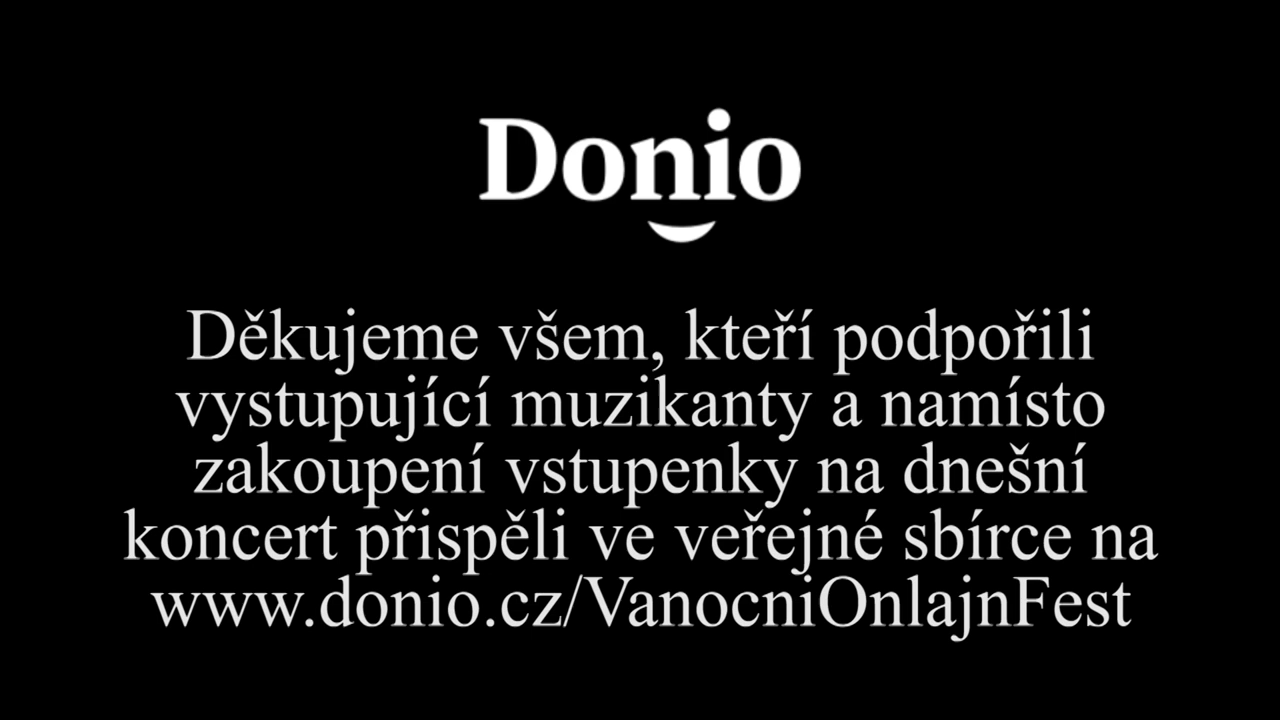 Donio
Děkujeme všem, kteří podpořili
vystupující muzikanty a namísto
zakoupení vstupenky na dnešní
koncert přispěli ve veřejné sbírce na
www.donio.cz/VanocniOnlajnFest